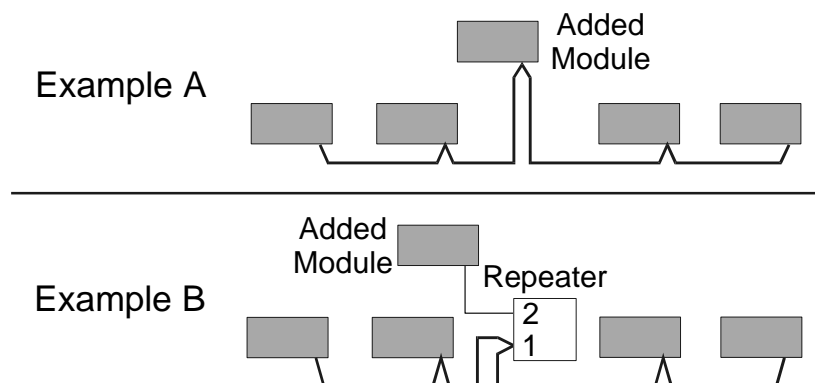 Added
Module
Example A
Added
Module
Repeater
Example B
2
1